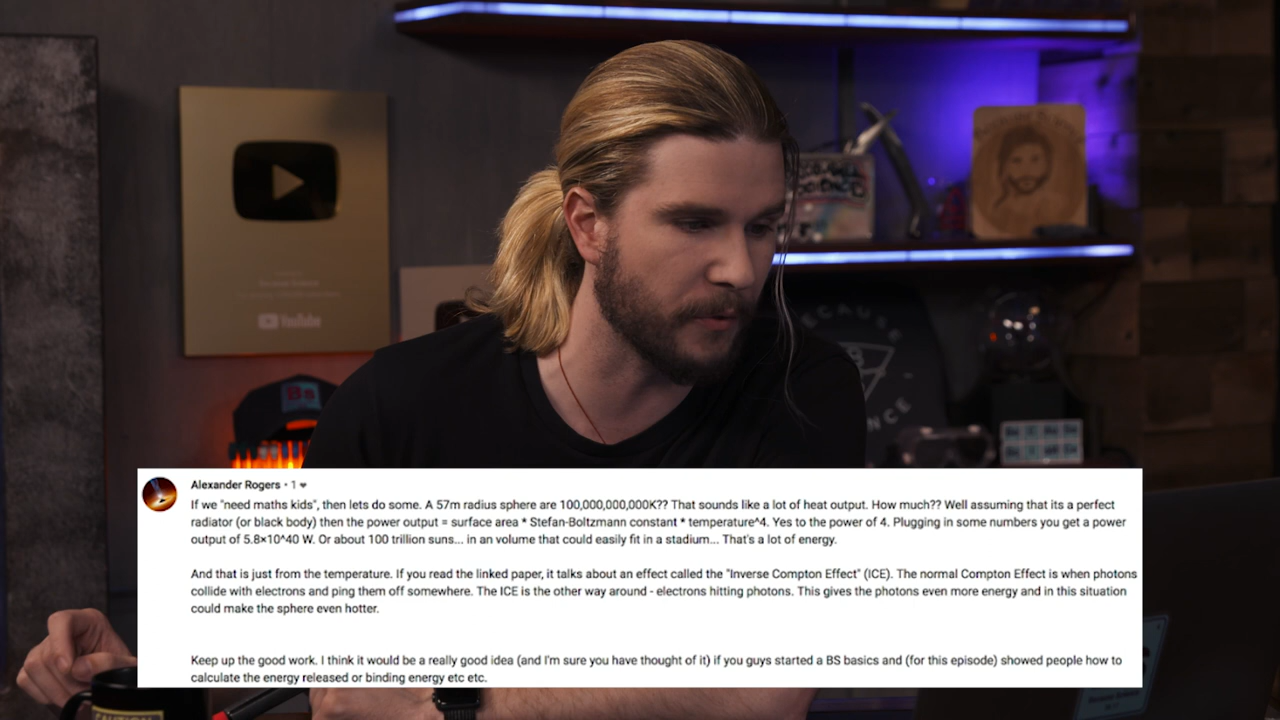 YouTube
Bs
BECAUSE
Alexander Rogers • 1 ❤
If we "need maths kids", then lets do some. A 57m radius sphere are 100,000,000,000K?? That sounds like a lot of heat output. How much?? Well assuming that its a perfect
radiator (or black body) then the power output = surface area * Stefan-Boltzmann constant * temperature^4. Yes to the power of 4. Plugging in some numbers you get a power
output of 5.8×10^40 W. Or about 100 trillion suns... in an volume that could easily fit in a stadium... That's a lot of energy.
And that is just from the temperature. If you read the linked paper, it talks about an effect called the "Inverse Compton Effect" (ICE). The normal Compton Effect is when photons
collide with electrons and ping them off somewhere. The ICE is the other way around - electrons hitting photons. This gives the photons even more energy and in this situation
could make the sphere even hotter.
Keep up the good work. I think it would be a really good idea (and I'm sure you have thought of it) if you guys started a BS basics and (for this episode) showed people how to
calculate the energy released or binding energy etc etc.
CAUTION